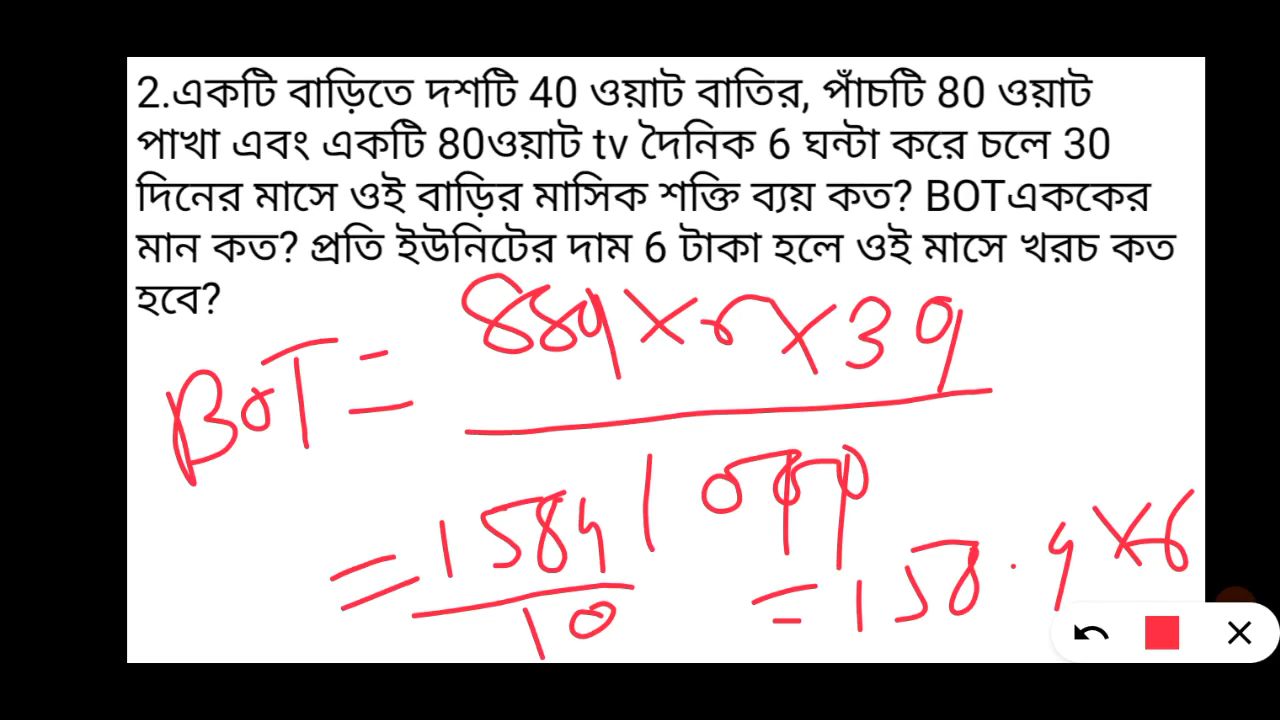 2.একটি বাড়িতে দশটি 40 ওয়াট বাতির, পাঁচটি 80 ওয়াট
পাখা এবং একটি 80ওয়াট tv দৈনিক 6 ঘন্টা করে চলে 30
দিনের মাসে ওই বাড়ির মাসিক শক্তি ব্যয় কত? BOTএককের
মান কত? প্রতি ইউনিটের দাম 6 টাকা হলে ওই মাসে খরচ কত
হবে?
BOT = 880 × 6 × 30
1000
= 1584
10
= 158.4 × 6